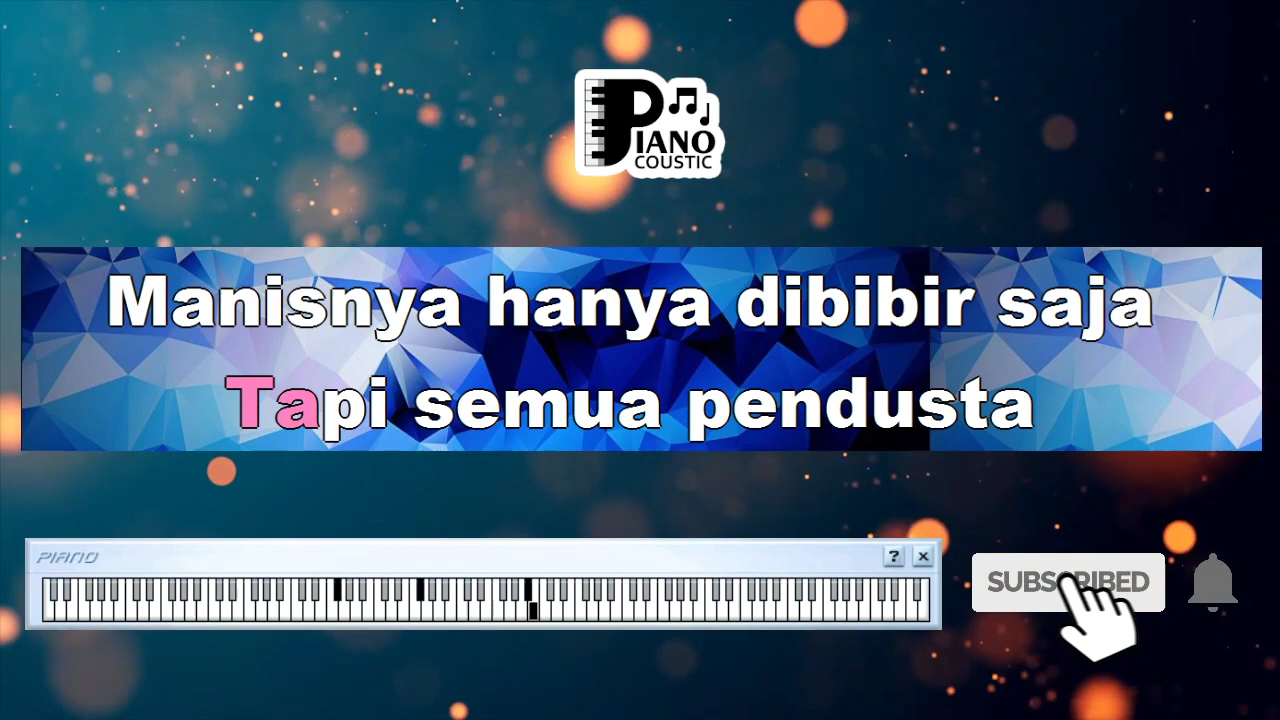 PIANO
COUSTIC
Manisnya hanya dibibir saja
Tapi semua pendusta
PIANO
?
×
SUBSCRIBED